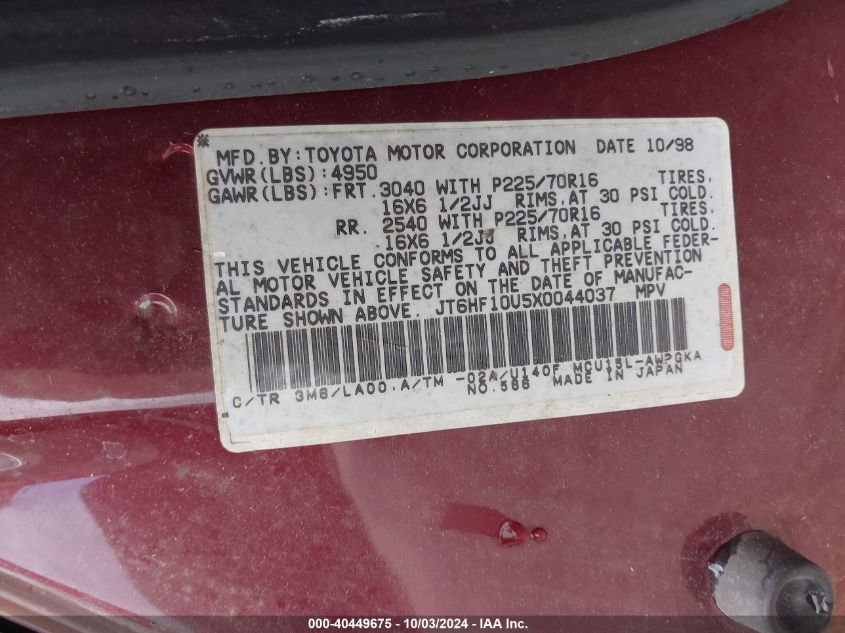 MFD.BY:TOYOTA MOTOR CORPORATION DATE 10/98
GVWR(LBS):4950
GAWR(LBS):FRT. 3040 WITH P225/70R16 TIRES.
16X6 1/2JJ RIMS.AT 30 PSI COLD.
RR. 2540 WITH P225/70R16 TIRES.
16X6 1/2JJ RIMS.AT 30 PSI COLD.
THIS VEHICLE CONFORMS TO ALL APPLICABLE FEDER-
AL MOTOR VEHICLE SAFETY AND THEFT PREVENTION
STANDARDS IN EFFECT ON THE DATE OF MANUFAC-
TURE SHOWN ABOVE. JT6HF10U5X0044037 MPV
C/TR 3M8/LA00.A/TM -02A/U140F MCU15L-AWPGKA
NO.586 MADE IN JAPAN
000-40449675 - 10/03/2024 - IAA Inc.